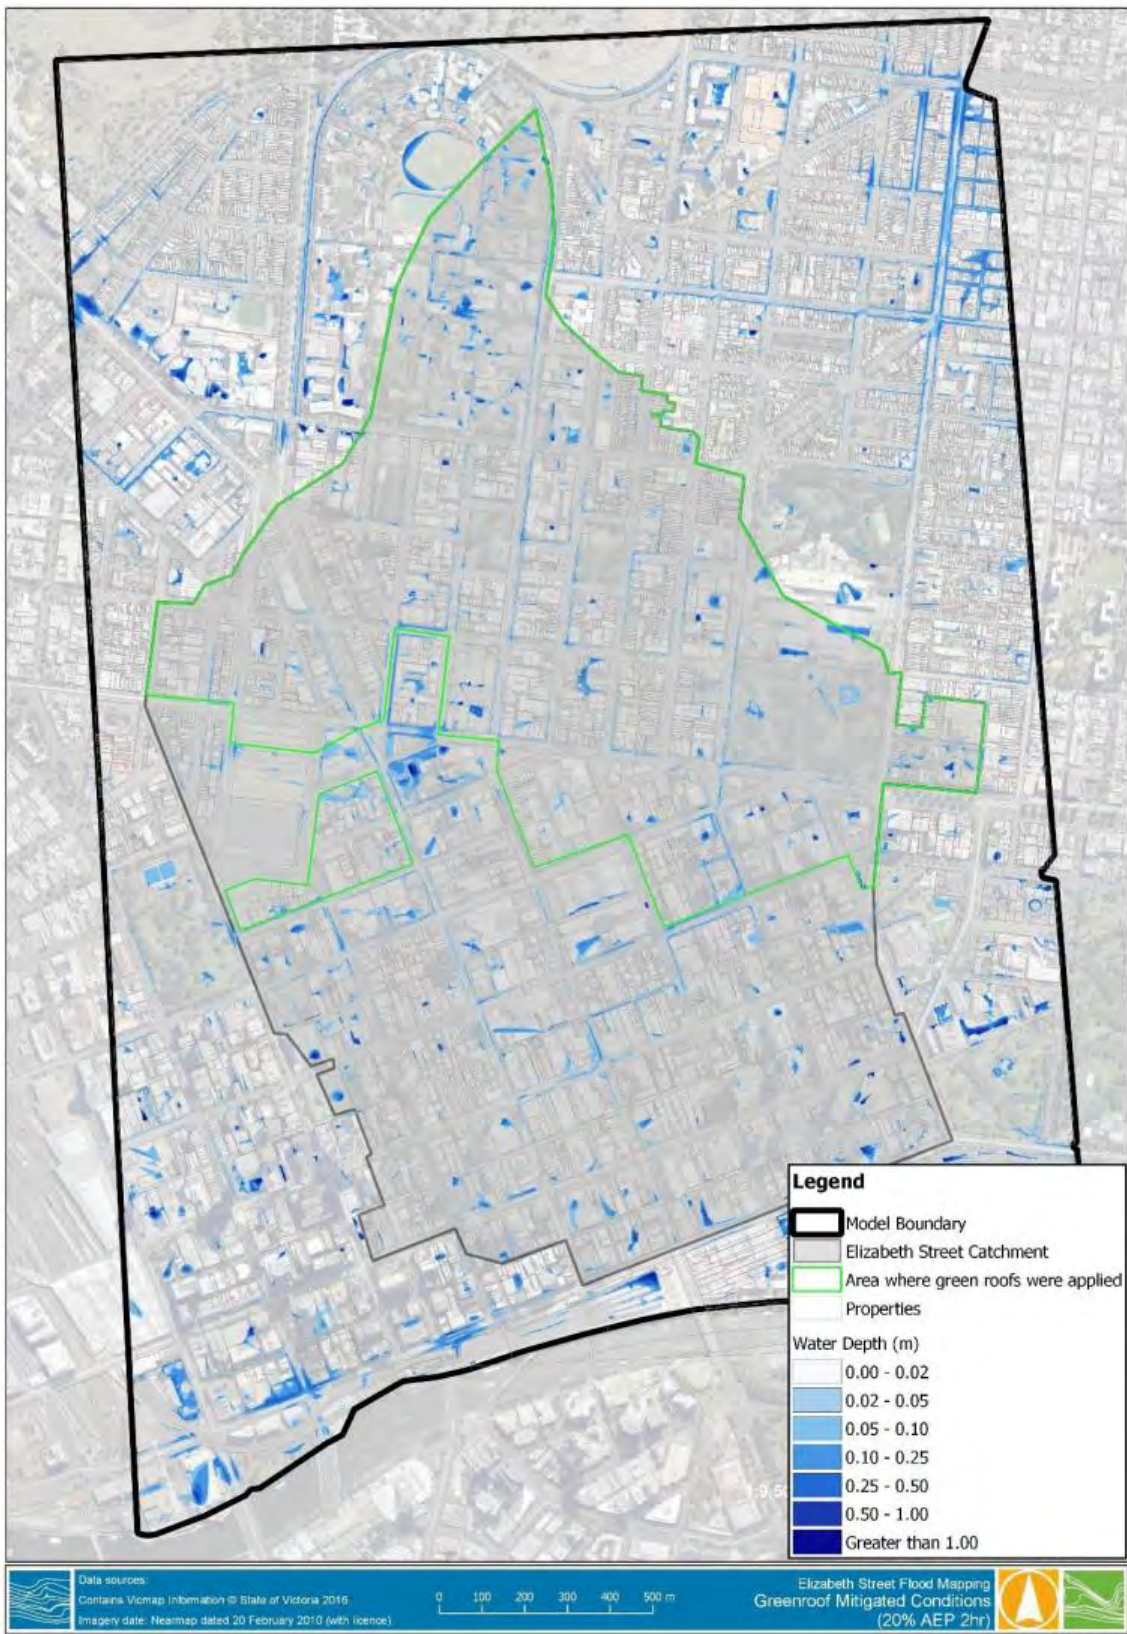 Legend
Model Boundary
Elizabeth Street Catchment
Area where green roofs were applied
Properties
Water Depth (m)
0.00 - 0.02
0.02 - 0.05
0.05 - 0.10
0.10 - 0.25
0.25 - 0.50
0.50 - 1.00
Greater than 1.00
Data sources:
Contains Vicmap Information © State of Victoria 2016
Imagery date: Nearmap dated 20 February 2010 (with licence)
0 100 200 300 400 500 m
Elizabeth Street Flood Mapping
Greenroof Mitigated Conditions
(20% AEP 2hr)